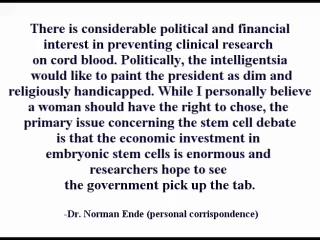 There is considerable political and financial
interest in preventing clinical research
on cord blood. Politically, the intelligentsia
would like to paint the president as dim and
religiously handicapped. While I personally believe
a woman should have the right to chose, the
primary issue concerning the stem cell debate
is that the economic investment in
embryonic stem cells is enormous and
researchers hope to see
the government pick up the tab.
-Dr. Norman Ende (personal corrispondence)